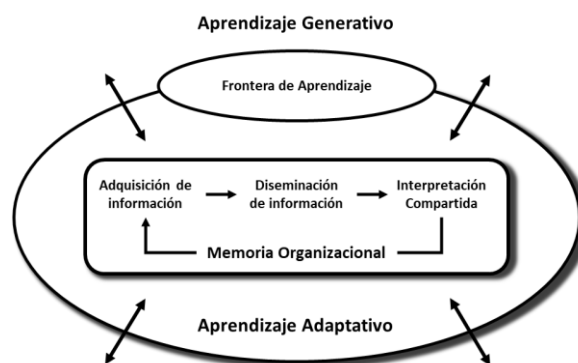 Aprendizaje Generativo
Frontera de Aprendizaje
Adquisición de
información
Diseminación
de información
Interpretación
Compartida
Memoria Organizacional
Aprendizaje Adaptativo